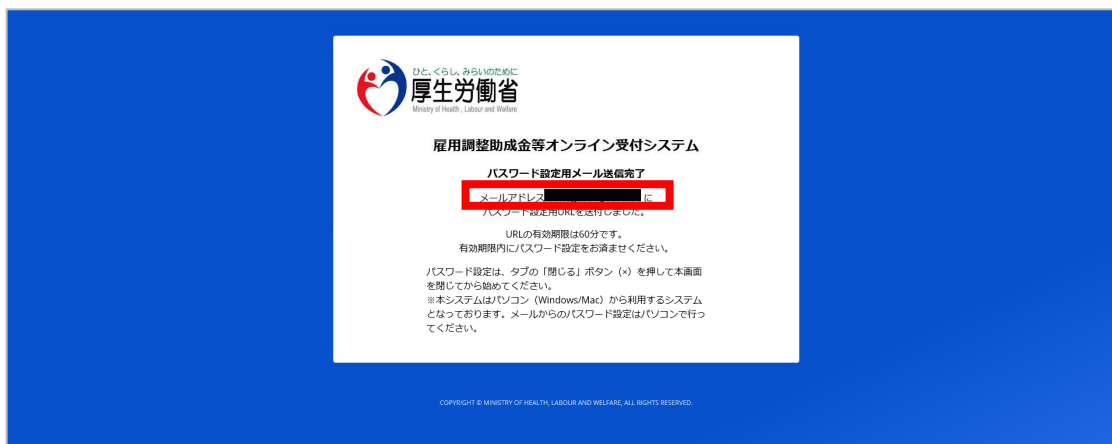 ひと、くらし、みらいのために
厚生労働省
Ministry of Health , Labour and Welfare
雇用調整助成金等オンライン受付システム
パスワード設定用メール送信完了
メールアドレス に
パスワード設定用URLを送付しました。
URLの有効期限は60分です。
有効期限内にパスワード設定をお済ませください。
パスワード設定は、タブの「閉じる」ボタン（×）を押して本画面
を閉じてから始めてください。
※本システムはパソコン（Windows/Mac）から利用するシステム
となっております。メールからのパスワード設定はパソコンで行っ
てください。
COPYRIGHT © MINISTRY OF HEALTH, LABOUR AND WELFARE, ALL RIGHTS RESERVED.